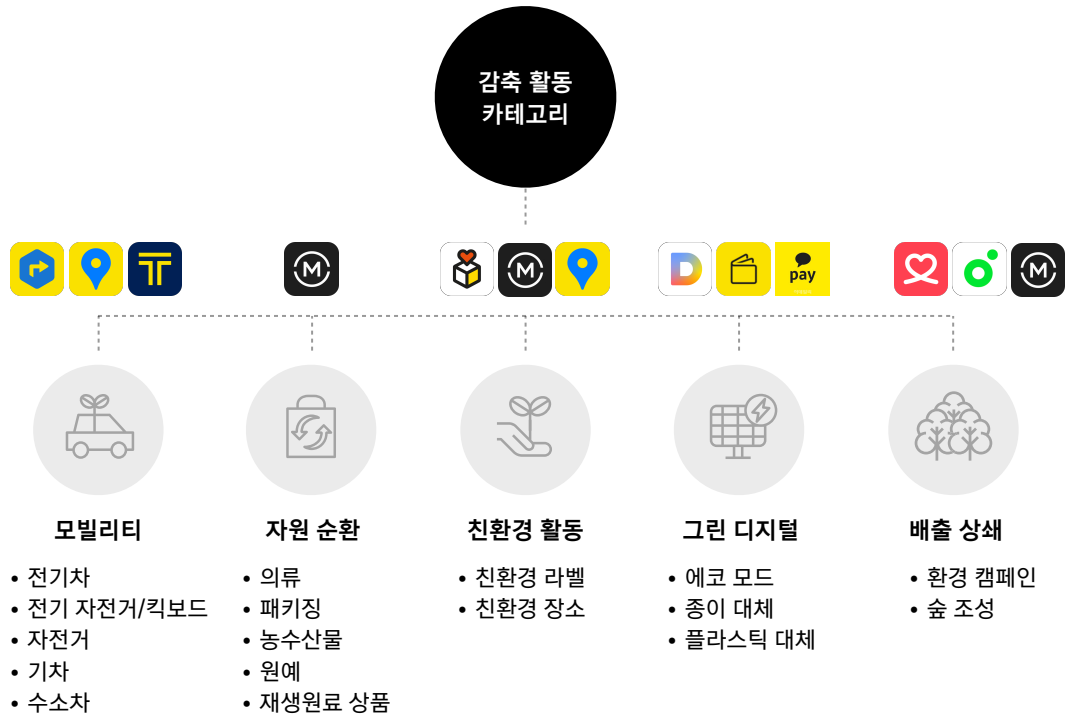 감축 활동
카테고리
M
M
D
pay
M
모빌리티
• 전기차
• 전기 자전거/킥보드
• 자전거
• 기차
• 수소차
자원 순환
• 의류
• 패키징
• 농수산물
• 원예
• 재생원료 상품
친환경 활동
• 친환경 라벨
• 친환경 장소
그린 디지털
• 에코 모드
• 종이 대체
• 플라스틱 대체
배출 상쇄
• 환경 캠페인
• 숲 조성